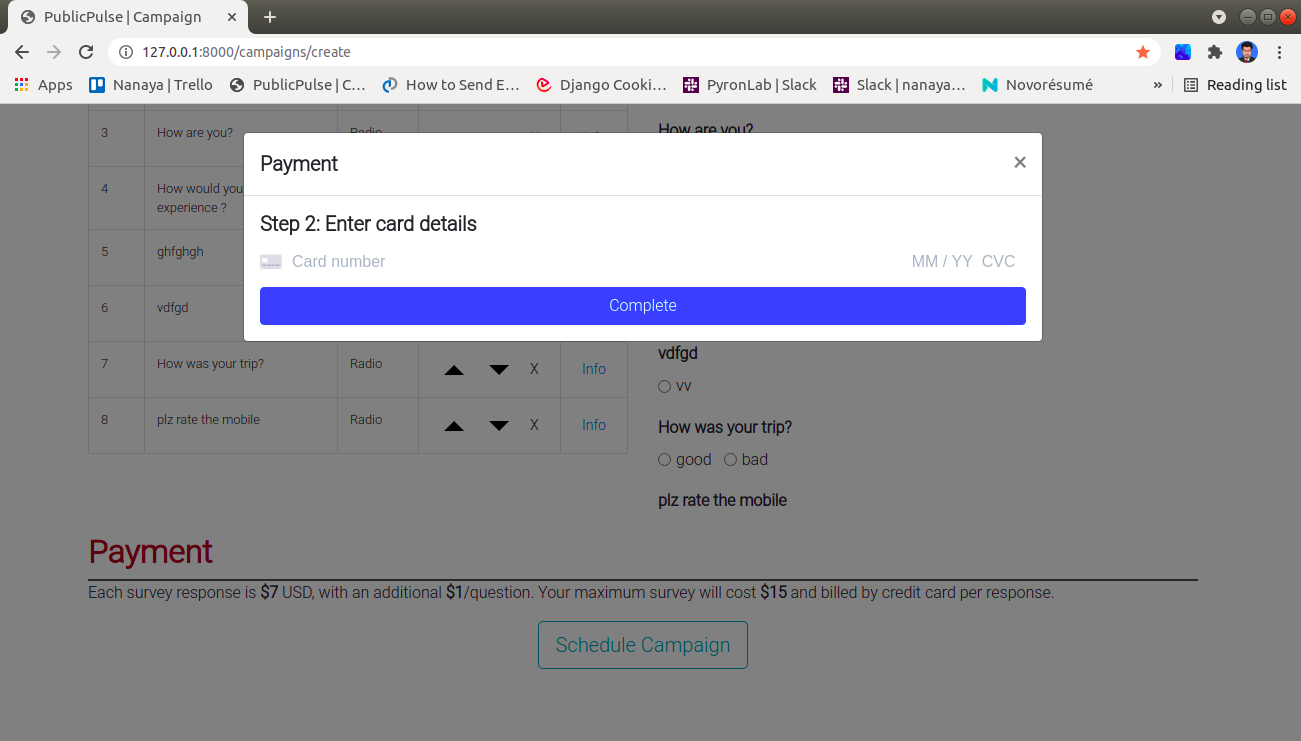 PublicPulse | Campaign
127.0.0.1:8000/campaigns/create
Apps Nanaya | Trello PublicPulse | C... How to Send E... Django Cooki... PyronLab | Slack Slack | nanaya... Novorésumé » Reading list
3 How are you? Radio
How are you?
Payment ×
4 How would you
experience ?
Step 2: Enter card details
5 ghfghgh
Card number MM / YY CVC
6 vdfgd
Complete
vdfgd
7 How was your trip? Radio X Info
vv
8 plz rate the mobile Radio X Info
How was your trip?
good bad
plz rate the mobile
Payment
Each survey response is $7 USD, with an additional $1/question. Your maximum survey will cost $15 and billed by credit card per response.
Schedule Campaign